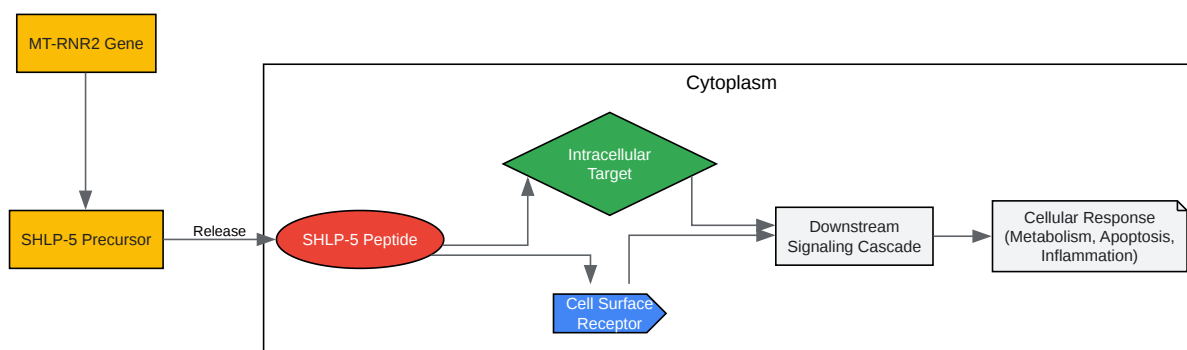 MT-RNR2 Gene
Cytoplasm
Intracellular
Target
SHLP-5 Precursor
Release
SHLP-5 Peptide
Downstream
Signaling Cascade
Cellular Response
(Metabolism, Apoptosis,
Inflammation)
Cell Surface
Receptor